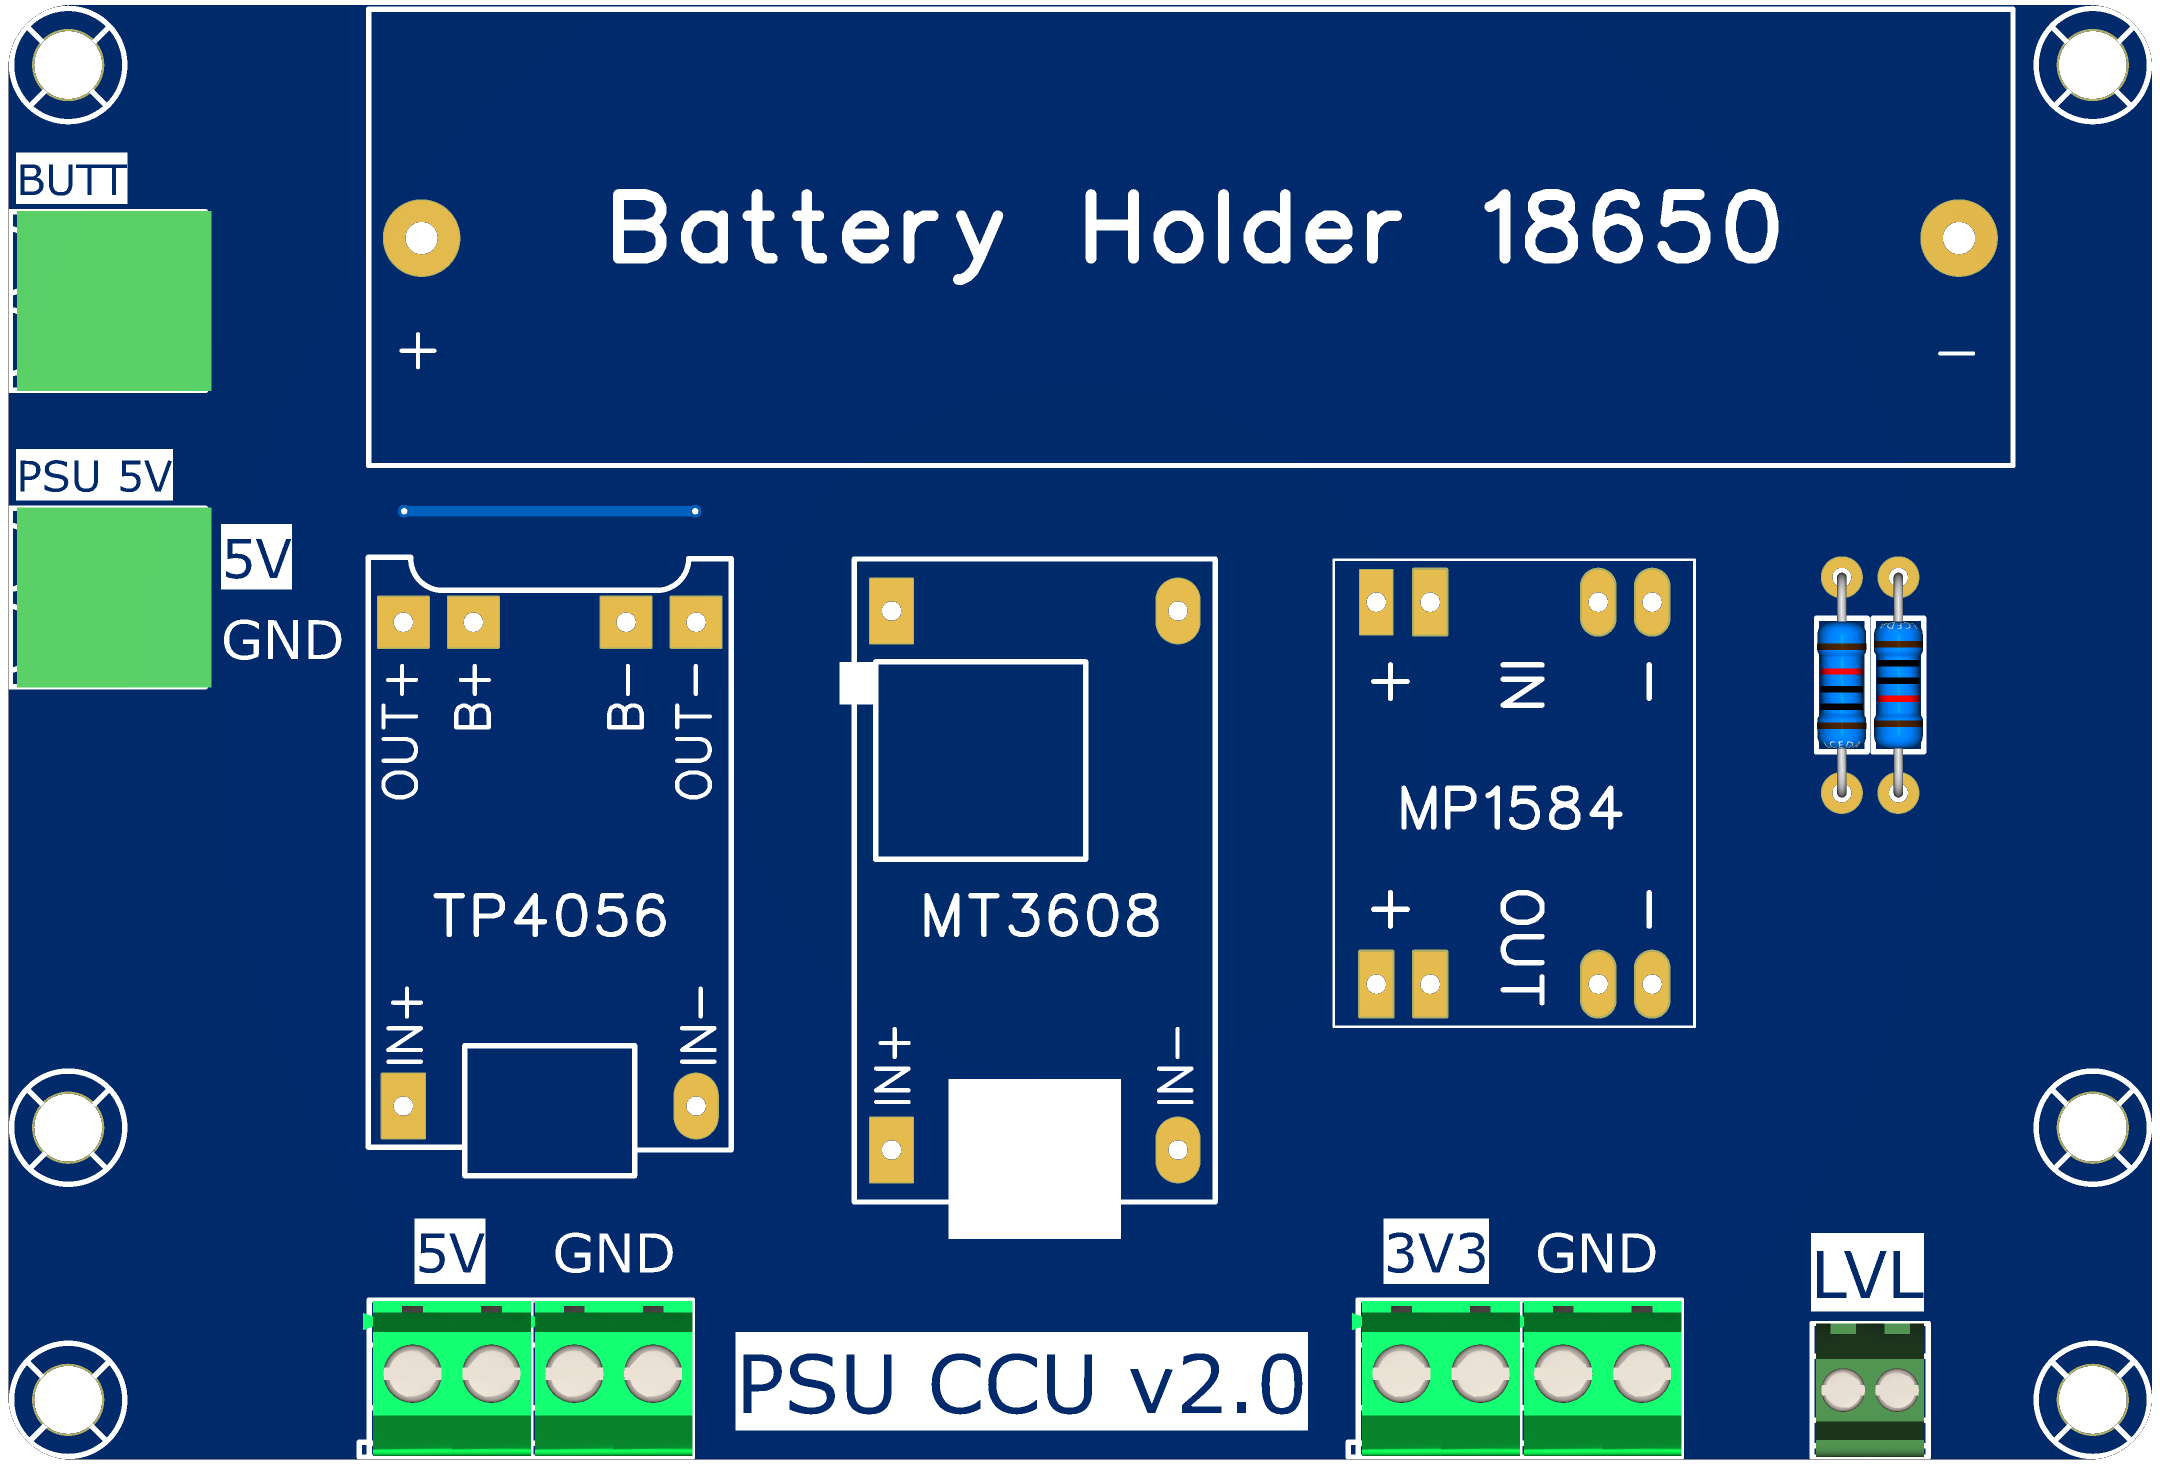 BUTT
Battery Holder 18650
+
−
PSU 5V
5V
GND
OUT+
B+
B-
OUT-
+
IN
−
MP1584
TP4056
MT3608
+
OUT
−
IN+
IN-
IN+
IN-
5V
GND
3V3
GND
LVL
PSU CCU v2.0